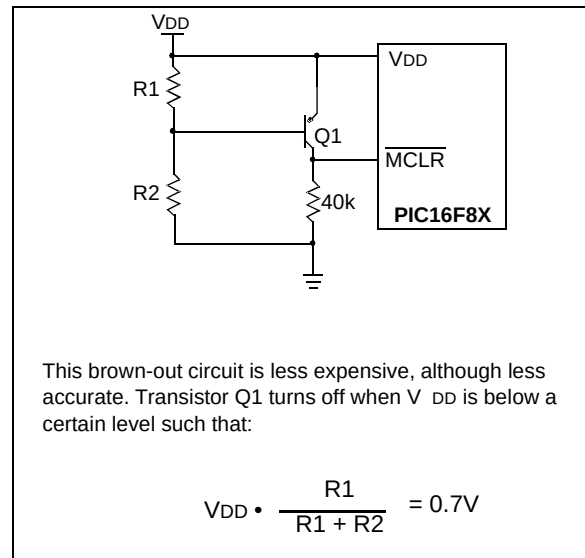 VDD
R1
VDD
Q1
MCLR
R2
40k
PIC16F8X
This brown-out circuit is less expensive, although less
accurate. Transistor Q1 turns off when V DD is below a
certain level such that:
VDD • R1 / R1 + R2 = 0.7V